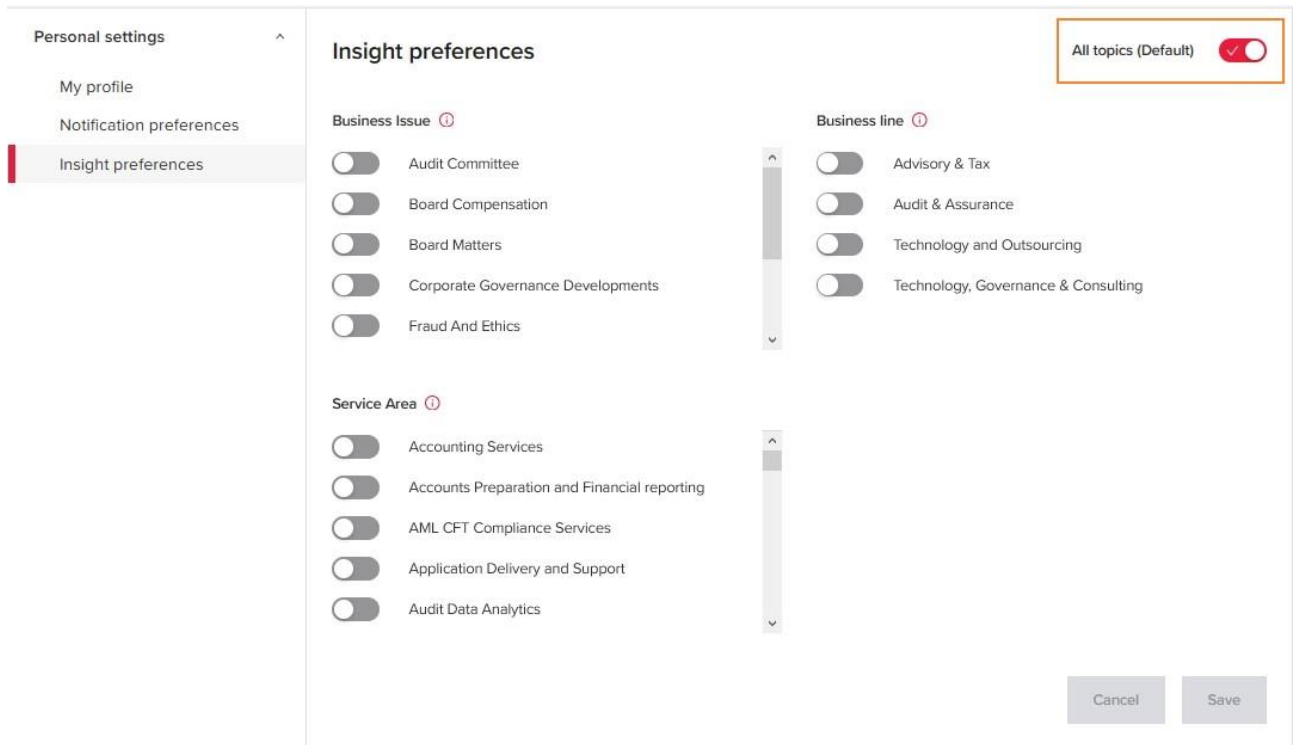 Personal settings
My profile
Notification preferences
Insight preferences
Insight preferences
All topics (Default)
Business Issue
Audit Committee
Board Compensation
Board Matters
Corporate Governance Developments
Fraud And Ethics
Business line
Advisory & Tax
Audit & Assurance
Technology and Outsourcing
Technology, Governance & Consulting
Service Area
Accounting Services
Accounts Preparation and Financial reporting
AML CFT Compliance Services
Application Delivery and Support
Audit Data Analytics
Cancel
Save